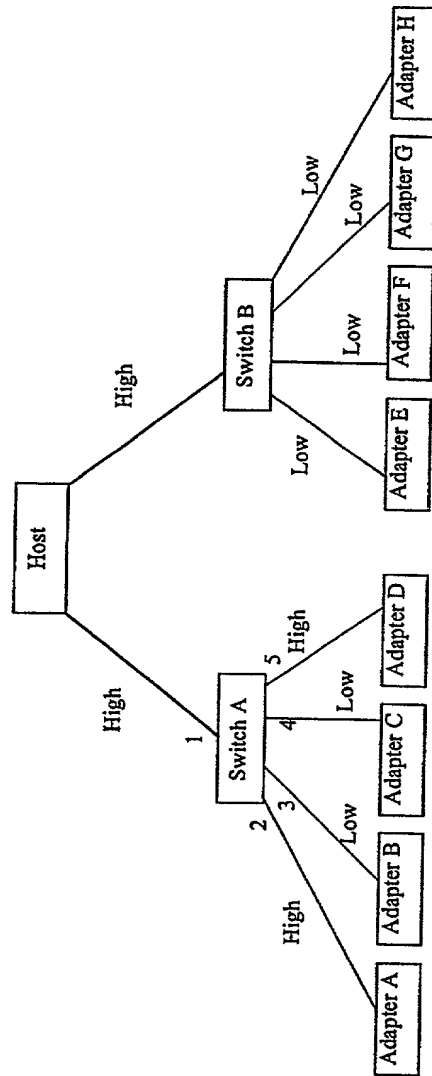 Host
High
High
1
Switch A
Switch B
2
3
4
5
High
Low
Low
High
Low
Low
Low
Low
Adapter A
Adapter B
Adapter C
Adapter D
Adapter E
Adapter F
Adapter G
Adapter H